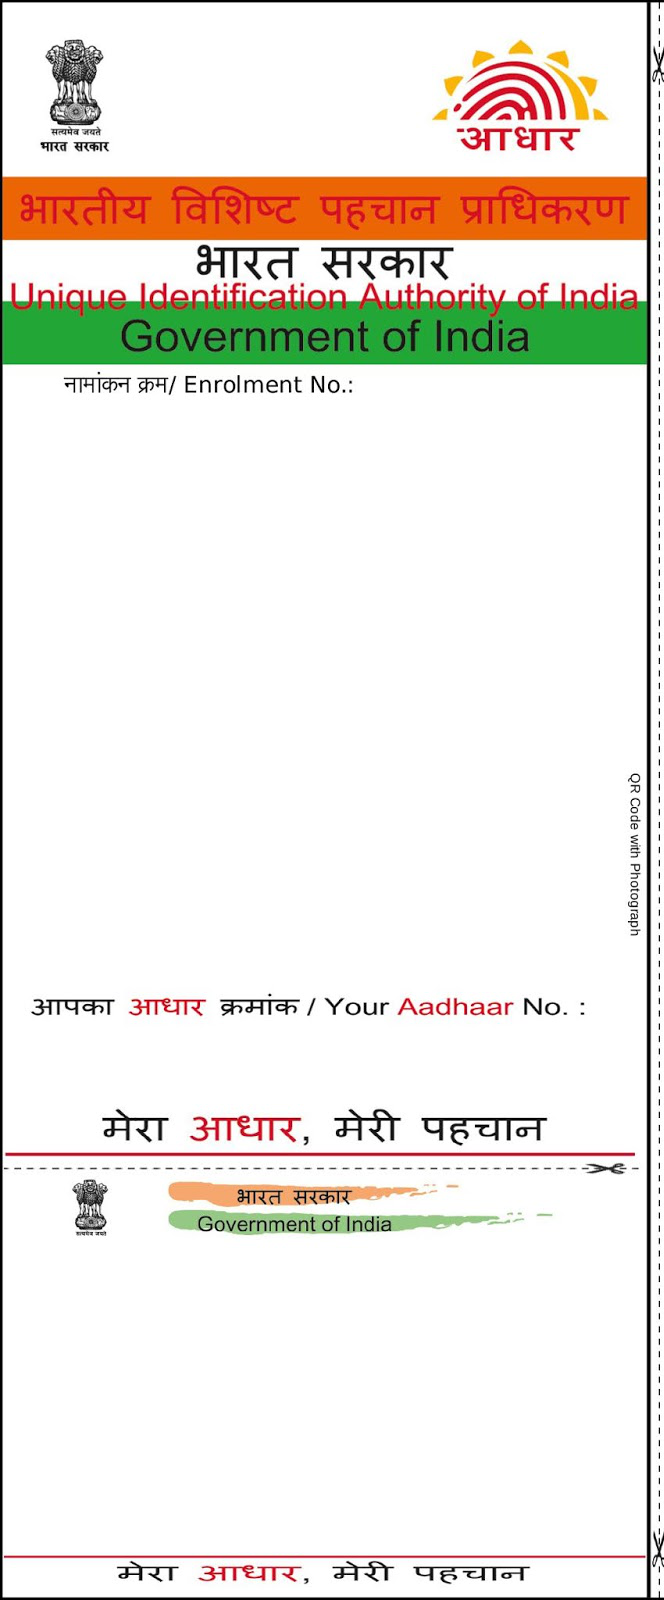 सत्यमेव जयते
भारत सरकार
आधार
भारतीय विशिष्ट पहचान प्राधिकरण
भारत सरकार
Unique Identification Authority of India
Government of India
नामांकन क्रम/ Enrolment No.:
QR Code with Photograph
आपका आधार क्रमांक / Your Aadhaar No. :
मेरा आधार, मेरी पहचान
सत्यमेव जयते
भारत सरकार
Government of India
मेरा आधार, मेरी पहचान